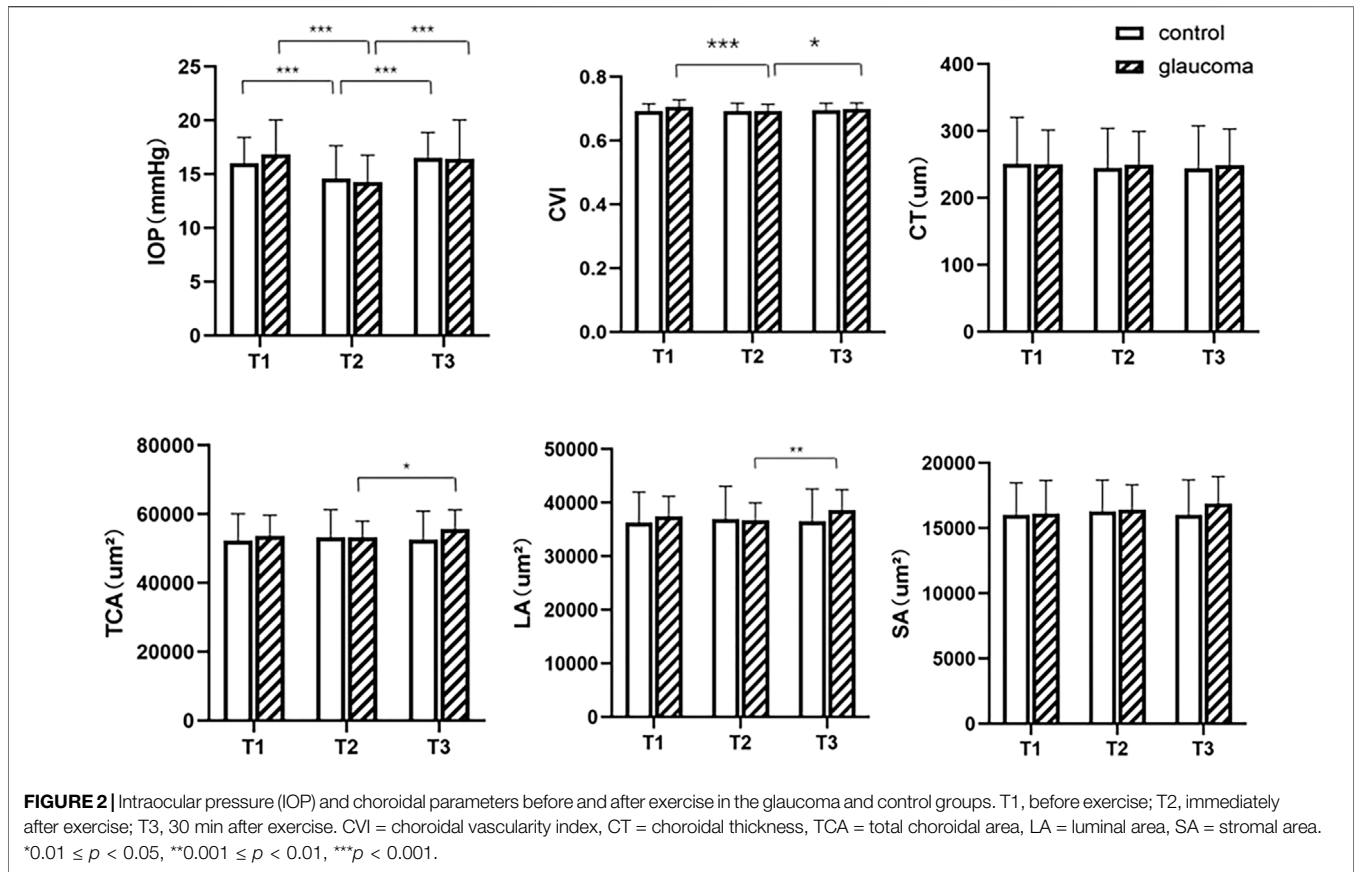 ***
***
***
***
IOP (mmHg)
25
20
15
10
5
0
T1
T2
T3
***
*
CVI
0.8
0.6
0.4
0.2
0.0
T1
T2
T3
control
glaucoma
CT (um)
400
300
200
100
0
T1
T2
T3
*
TCA (um²)
80000
60000
40000
20000
0
T1
T2
T3
**
LA (um²)
50000
40000
30000
20000
10000
0
T1
T2
T3
SA (um²)
20000
15000
10000
5000
0
T1
T2
T3
FIGURE 2 | Intraocular pressure (IOP) and choroidal parameters before and after exercise in the glaucoma and control groups. T1, before exercise; T2, immediately
after exercise; T3, 30 min after exercise. CVI = choroidal vascularity index, CT = choroidal thickness, TCA = total choroidal area, LA = luminal area, SA = stromal area.
*0.01 ≤ p < 0.05, **0.001 ≤ p < 0.01, ***p < 0.001.